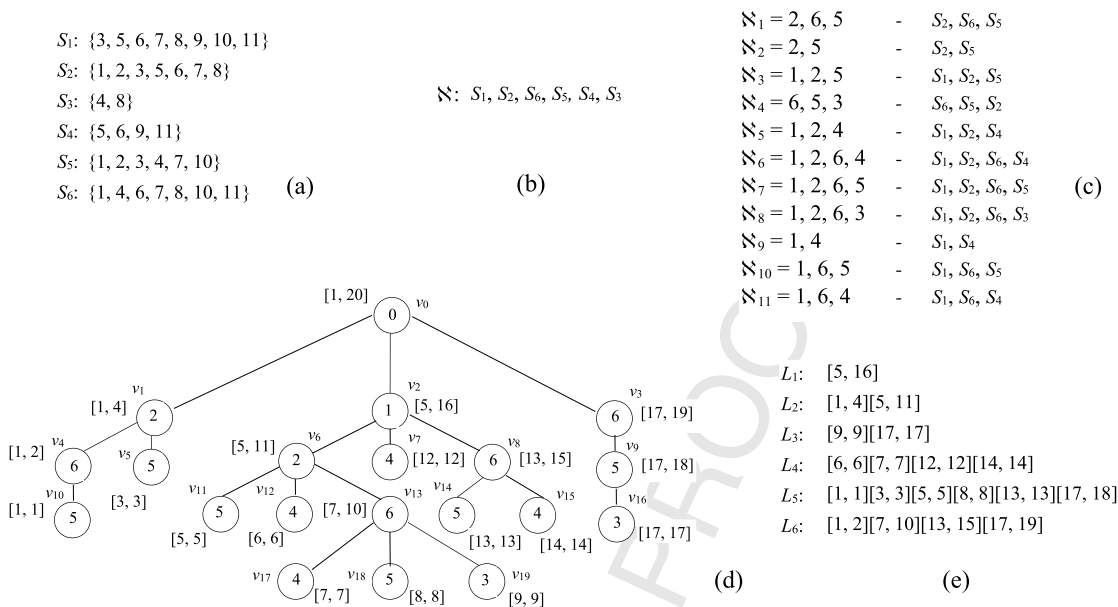 S1: {3, 5, 6, 7, 8, 9, 10, 11}
S2: {1, 2, 3, 5, 6, 7, 8}
S3: {4, 8}
S4: {5, 6, 9, 11}
S5: {1, 2, 3, 4, 7, 10}
S6: {1, 4, 6, 7, 8, 10, 11}
(a)
ℵ: S1, S2, S6, S5, S4, S3
(b)
ℵ1 = 2, 6, 5 - S2, S6, S5
ℵ2 = 2, 5 - S2, S5
ℵ3 = 1, 2, 5 - S1, S2, S5
ℵ4 = 6, 5, 3 - S6, S5, S2
ℵ5 = 1, 2, 4 - S1, S2, S4
ℵ6 = 1, 2, 6, 4 - S1, S2, S6, S4
ℵ7 = 1, 2, 6, 5 - S1, S2, S6, S5
ℵ8 = 1, 2, 6, 3 - S1, S2, S6, S3
ℵ9 = 1, 4 - S1, S4
ℵ10 = 1, 6, 5 - S1, S6, S5
ℵ11 = 1, 6, 4 - S1, S6, S4
(c)
[1, 20] 0 v0
v1 [1, 4] 2
v2 1 [5, 16]
v3 6 [17, 19]
[1, 2] v4 6
v5 5 [3, 3]
[5, 11] v6 2
v7 4 [12, 12]
v8 6 [13, 15]
v9 5 [17, 18]
[1, 1] v10 5
v11 5 [5, 5]
v12 4 [6, 6]
[7, 10] v13 6
v14 5 [13, 13]
v15 4 [14, 14]
v16 3 [17, 17]
v17 4 [7, 7]
v18 5 [8, 8]
3 v19 [9, 9]
(d)
L1: [5, 16]
L2: [1, 4][5, 11]
L3: [9, 9][17, 17]
L4: [6, 6][7, 7][12, 12][14, 14]
L5: [1, 1][3, 3][5, 5][8, 8][13, 13][17, 18]
L6: [1, 2][7, 10][13, 15][17, 19]
(e)
PROC